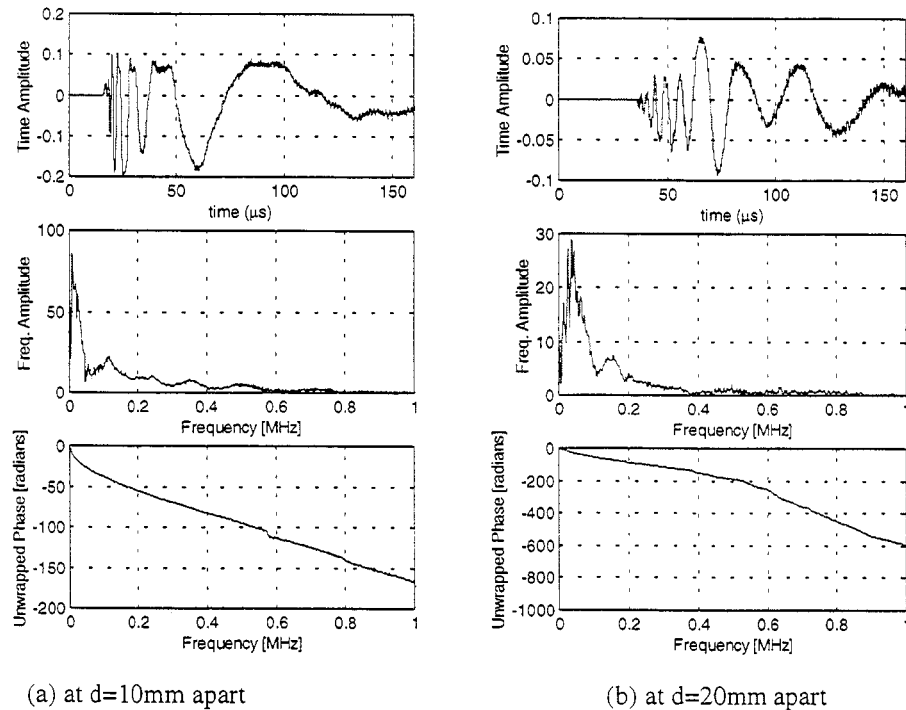 0.2
0.1
0
-0.1
-0.2
Time Amplitude
0 50 100 150
time (μs)
100
50
0
Freq. Amplitude
0 0.2 0.4 0.6 0.8 1
Frequency [MHz]
0
-50
-100
-150
-200
Unwrapped Phase [radians]
0 0.2 0.4 0.6 0.8 1
Frequency [MHz]
(a) at d=10mm apart
0.1
0.05
0
-0.05
-0.1
Time Amplitude
0 50 100 150
time (μs)
30
20
10
0
Freq. Amplitude
0 0.2 0.4 0.6 0.8 1
Frequency [MHz]
0
-200
-400
-600
-800
-1000
Unwrapped Phase [radians]
0 0.2 0.4 0.6 0.8 1
Frequency [MHz]
(b) at d=20mm apart